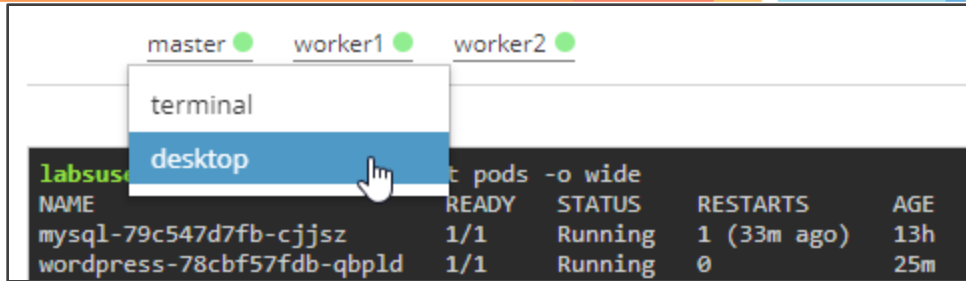 master worker1 worker2
terminal
desktop
labsuse t pods -o wide
NAME READY STATUS RESTARTS AGE
mysql-79c547d7fb-cjjsz 1/1 Running 1 (33m ago) 13h
wordpress-78cbf57fdb-qbpld 1/1 Running 0 25m